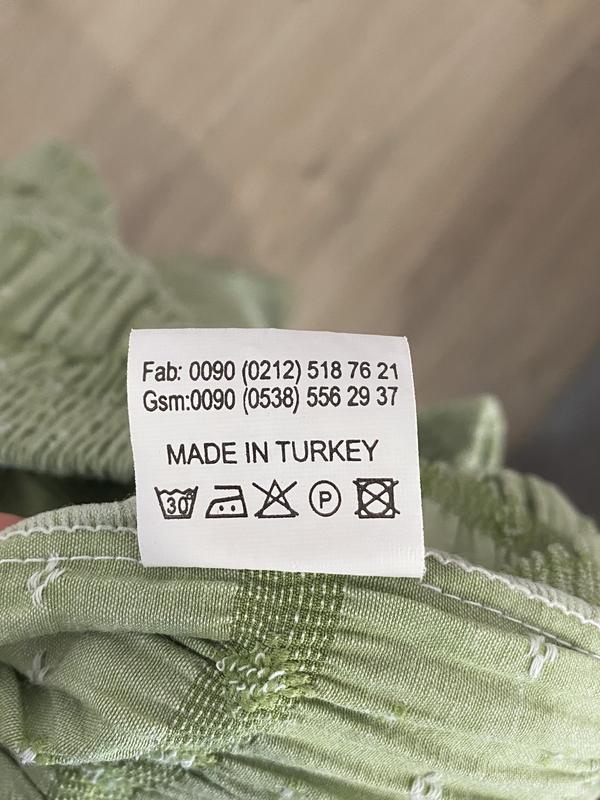 Fab: 0090 (0212) 518 76 21
Gsm:0090 (0538) 556 29 37
MADE IN TURKEY
30° P